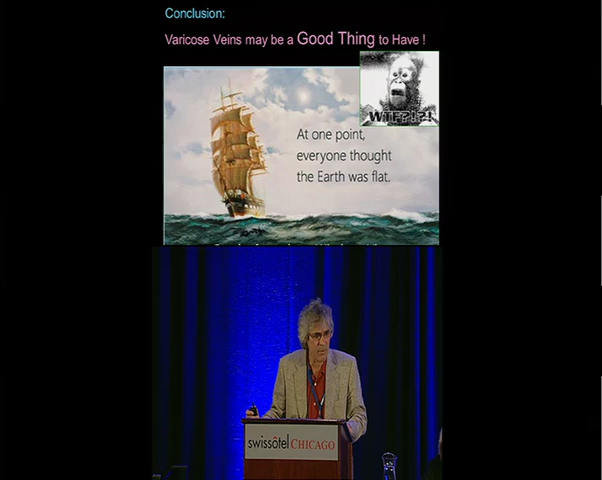 Conclusion:
Varicose Veins may be a Good Thing to Have !
WTF?!?!
At one point,
everyone thought
the Earth was flat.
swissôtel CHICAGO